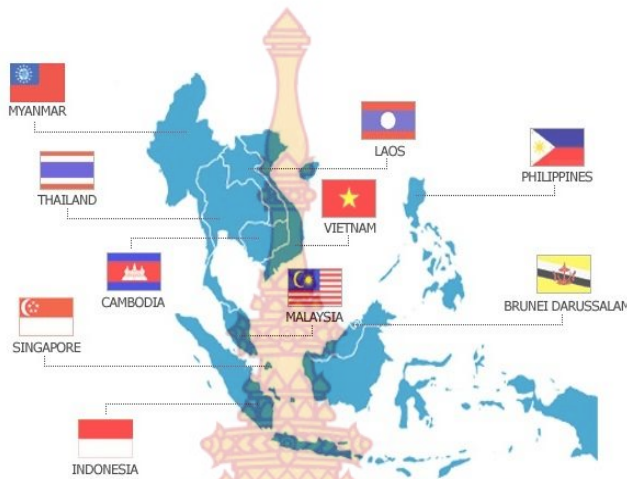 MYANMAR
LAOS
PHILIPPINES
THAILAND
VIETNAM
CAMBODIA
MALAYSIA
BRUNEI DARUSSALAM
SINGAPORE
INDONESIA